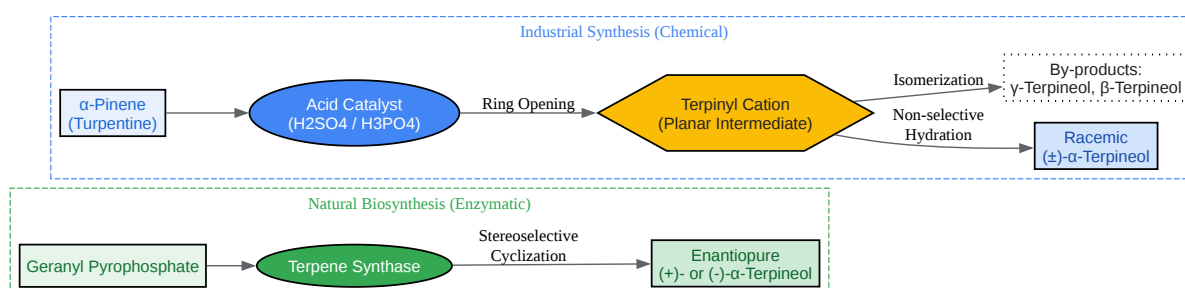 Industrial Synthesis (Chemical)
α-Pinene
(Turpentine)
Acid Catalyst
(H2SO4 / H3PO4)
Ring Opening
Terpinyl Cation
(Planar Intermediate)
Isomerization
By-products:
γ-Terpineol, β-Terpineol
Non-selective
Hydration
Racemic
(±)-α-Terpineol
Natural Biosynthesis (Enzymatic)
Geranyl Pyrophosphate
Terpene Synthase
Stereoselective
Cyclization
Enantiopure
(+)- or (-)-α-Terpineol